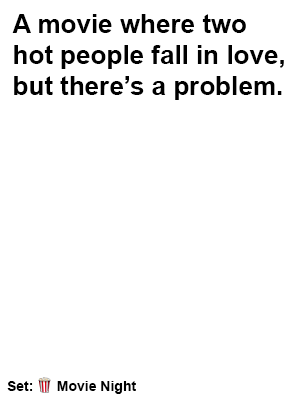 A movie where two
hot people fall in love,
but there’s a problem.
Set: 🍿 Movie Night